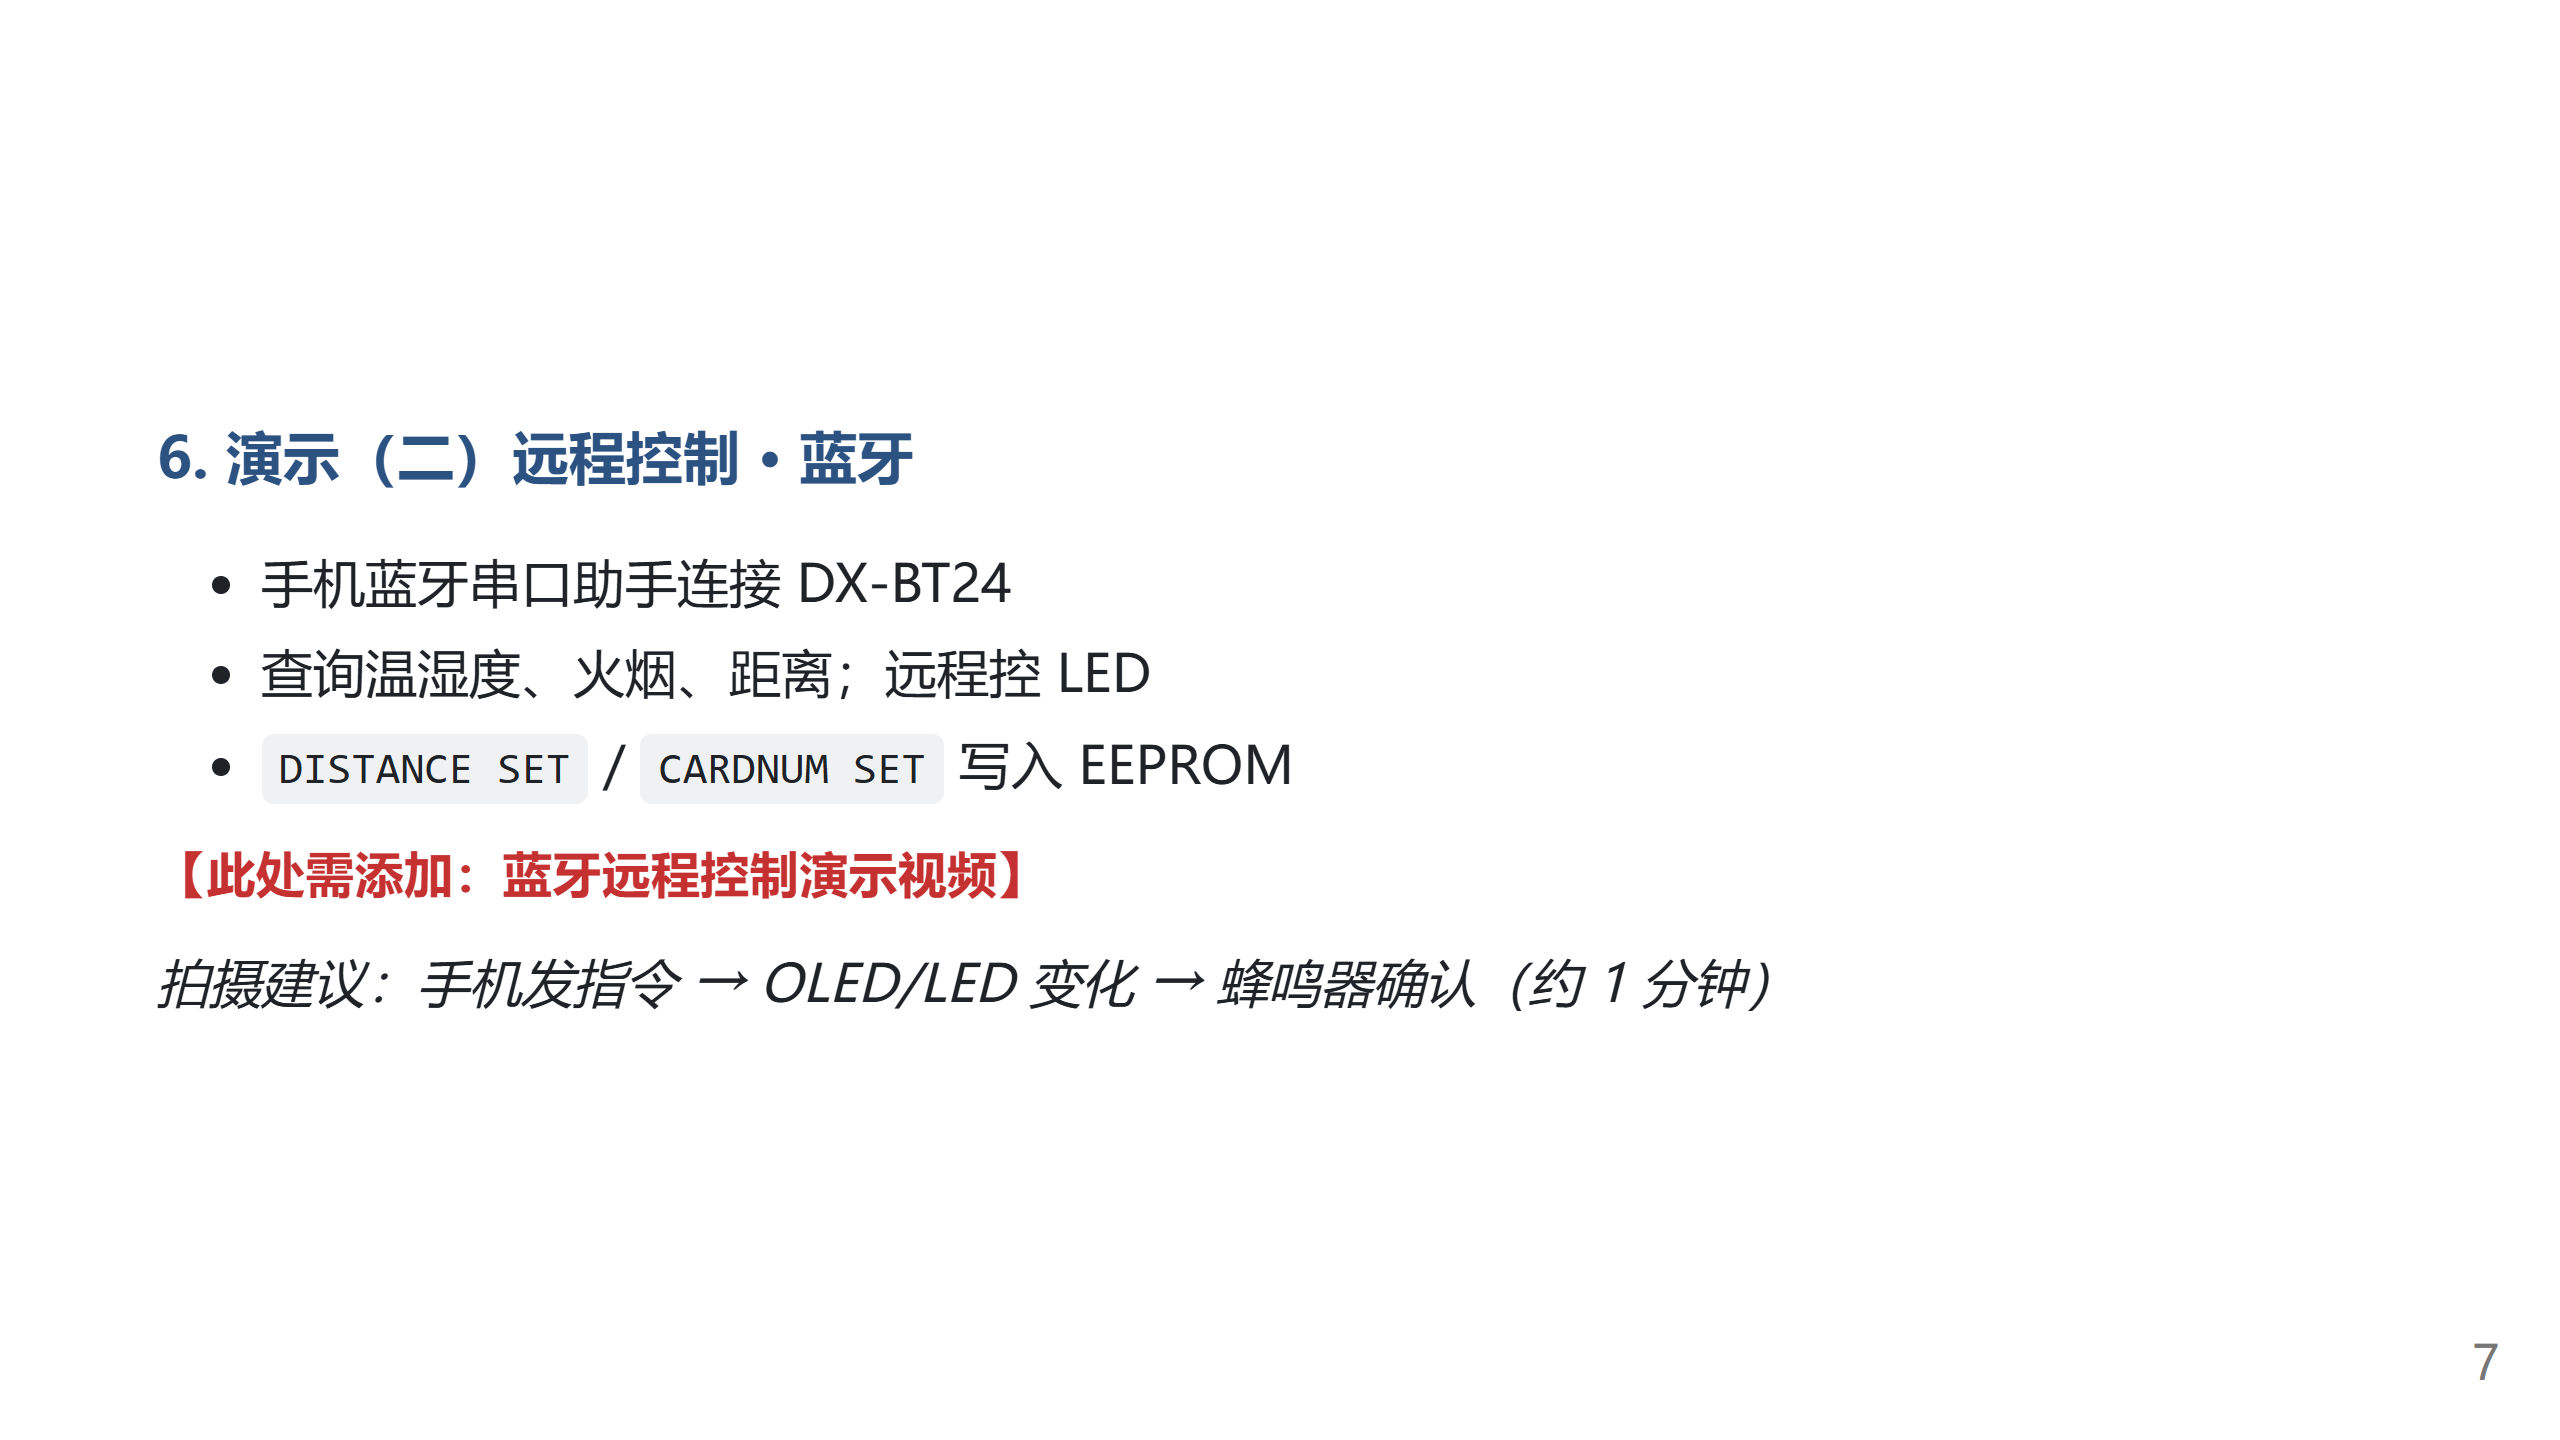 6. 演示（二）远程控制 · 蓝牙
• 手机蓝牙串口助手连接 DX-BT24
• 查询温湿度、火烟、距离；远程控 LED
• DISTANCE SET / CARDNUM SET 写入 EEPROM
【此处需添加：蓝牙远程控制演示视频】
拍摄建议：手机发指令 → OLED/LED 变化 → 蜂鸣器确认（约 1 分钟）
7